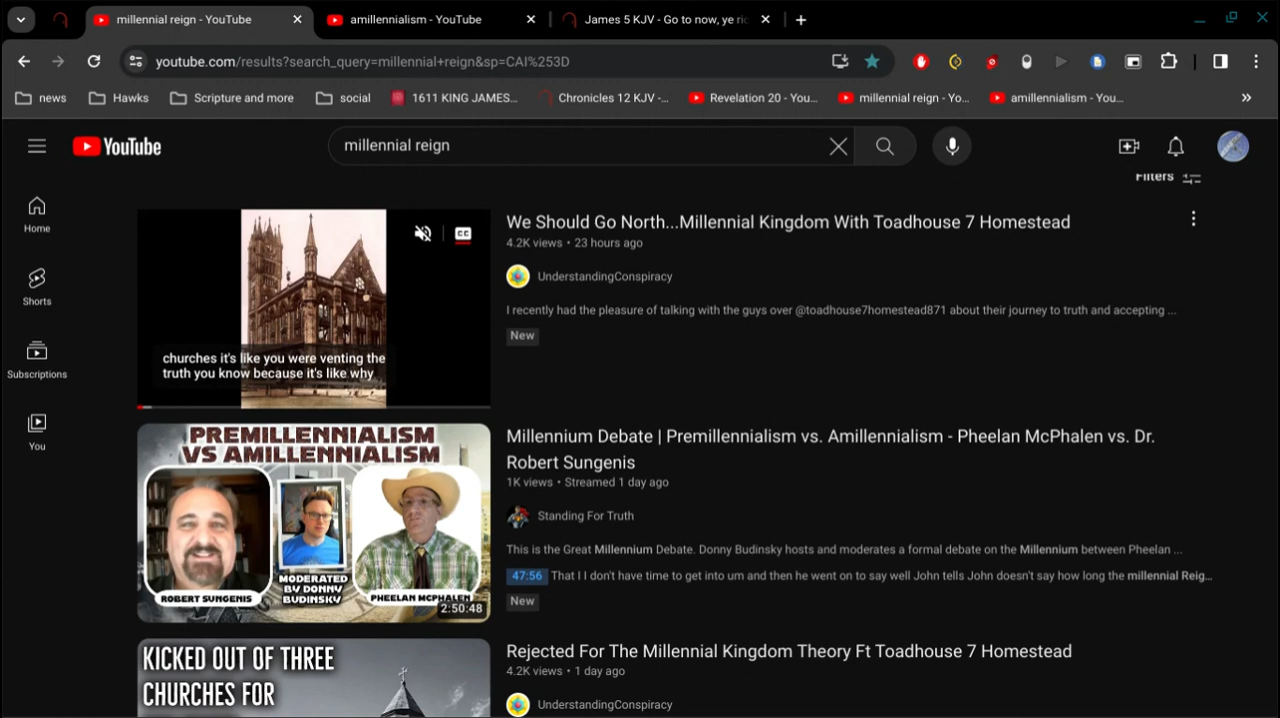 millennial reign - YouTube
amillennialism - YouTube
James 5 KJV - Go to now, ye ric
youtube.com/results?search_query=millennial+reign&sp=CAI%253D
news
Hawks
Scripture and more
social
1611 KING JAMES...
Chronicles 12 KJV -...
Revelation 20 - You...
millennial reign - Yo...
amillennialism - You...
YouTube
millennial reign
Filters
Home
Shorts
Subscriptions
You
CC
churches it's like you were venting the
truth you know because it's like why
We Should Go North...Millennial Kingdom With Toadhouse 7 Homestead
4.2K views • 23 hours ago
UnderstandingConspiracy
I recently had the pleasure of talking with the guys over @toadhouse7homestead871 about their journey to truth and accepting ...
New
PREMILLENNIALISM
VS AMILLENNIALISM
ROBERT SUNGENIS
MODERATED
BY DONNY
BUDINSKY
PHEELAN MCPHALEN
2:50:48
Millennium Debate | Premillennialism vs. Amillennialism - Pheelan McPhalen vs. Dr.
Robert Sungenis
1K views • Streamed 1 day ago
Standing For Truth
This is the Great Millennium Debate. Donny Budinsky hosts and moderates a formal debate on the Millennium between Pheelan ...
47:56 That I I don't have time to get into um and then he went on to say well John tells John doesn't say how long the millennial Reig...
New
KICKED OUT OF THREE
CHURCHES FOR
Rejected For The Millennial Kingdom Theory Ft Toadhouse 7 Homestead
4.2K views • 1 day ago
UnderstandingConspiracy